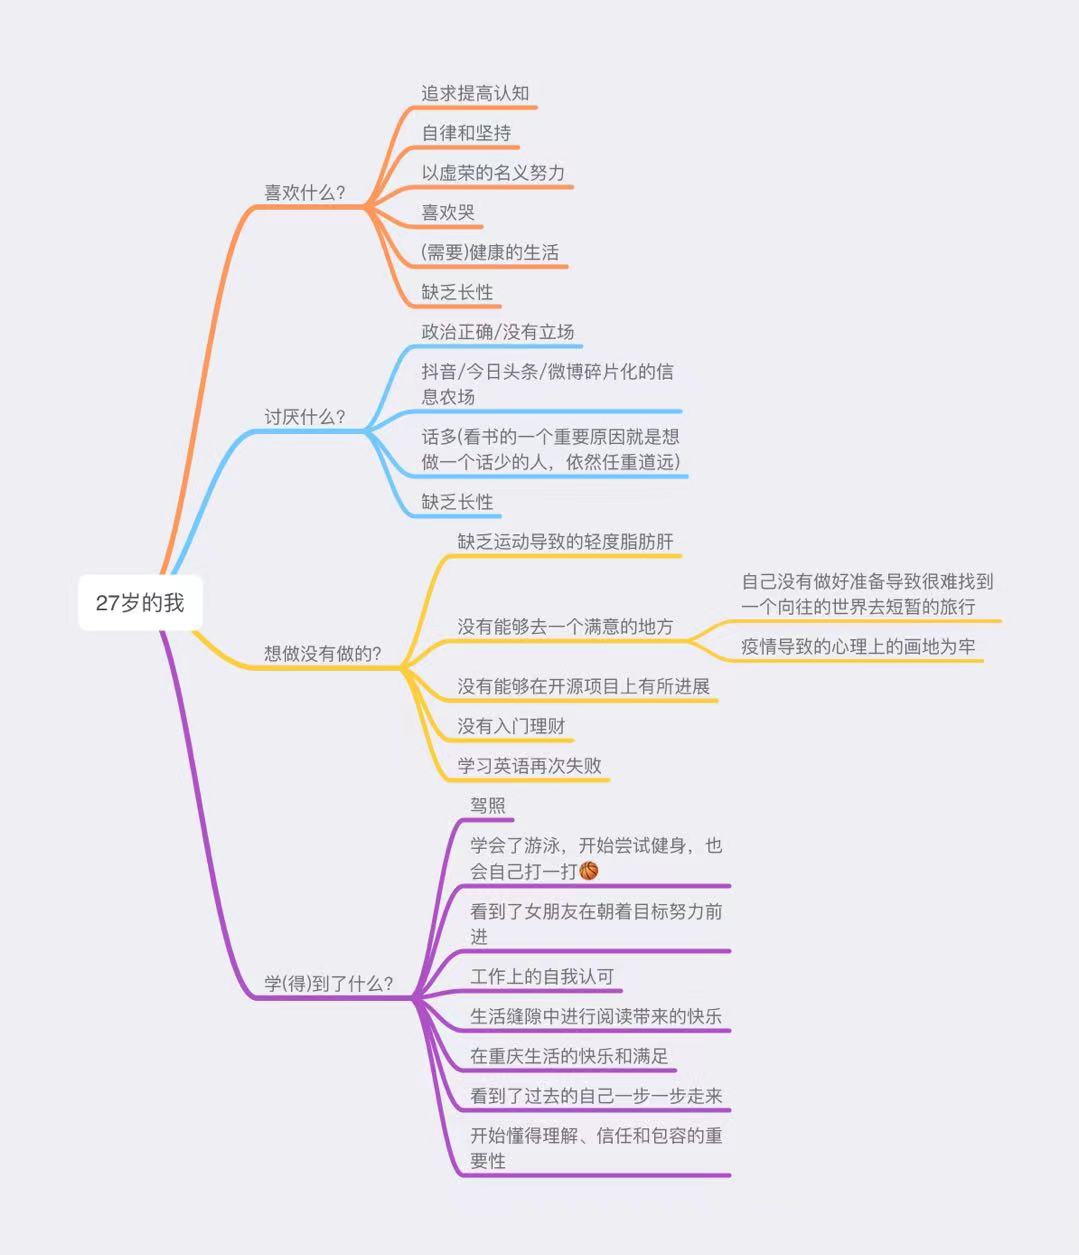 27岁的我
喜欢什么？
追求提高认知
自律和坚持
以虚荣的名义努力
喜欢哭
(需要)健康的生活
缺乏长性
讨厌什么？
政治正确/没有立场
抖音/今日头条/微博碎片化的信
息农场
话多(看书的一个重要原因就是想
做一个话少的人，依然任重道远)
缺乏长性
想做没有做的？
缺乏运动导致的轻度脂肪肝
没有能够去一个满意的地方
自己没有做好准备导致很难找到
一个向往的世界去短暂的旅行
疫情导致的心理上的画地为牢
没有能够在开源项目上有所进展
没有入门理财
学习英语再次失败
学(得)到了什么？
驾照
学会了游泳，开始尝试健身，也
会自己打一打🏀
看到了女朋友在朝着目标努力前
进
工作上的自我认可
生活缝隙中进行阅读带来的快乐
在重庆生活的快乐和满足
看到了过去的自己一步一步走来
开始懂得理解、信任和包容的重
要性